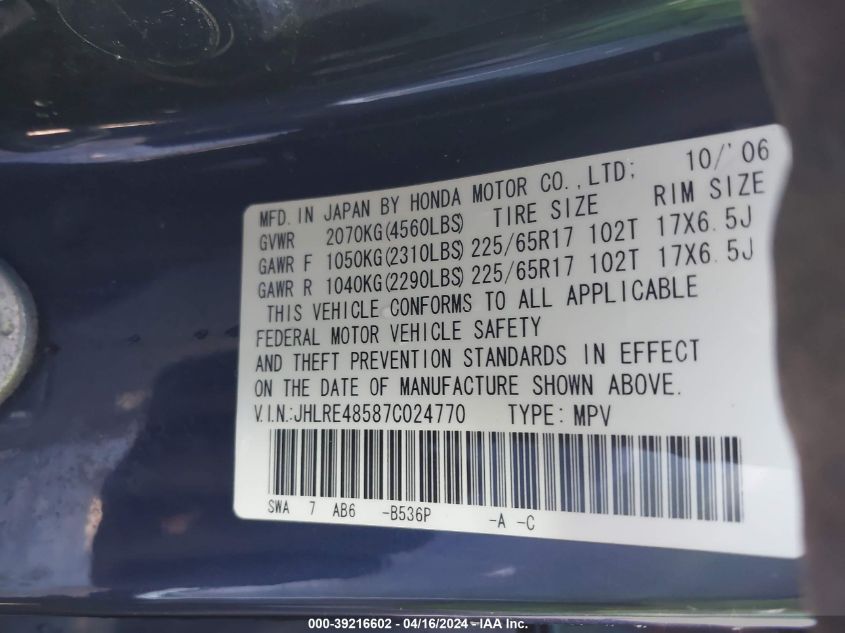 MFD. IN JAPAN BY HONDA MOTOR CO.,LTD; 10/'06
GVWR 2070KG(4560LBS) TIRE SIZE RIM SIZE
GAWR F 1050KG(2310LBS) 225/65R17 102T 17X6.5J
GAWR R 1040KG(2290LBS) 225/65R17 102T 17X6.5J
THIS VEHICLE CONFORMS TO ALL APPLICABLE
FEDERAL MOTOR VEHICLE SAFETY
AND THEFT PREVENTION STANDARDS IN EFFECT
ON THE DATE OF MANUFACTURE SHOWN ABOVE.
V.I.N.:JHLRE48587C024770 TYPE: MPV
SWA 7 AB6 -B536P -A -C
000-39216602 - 04/16/2024 - IAA Inc.